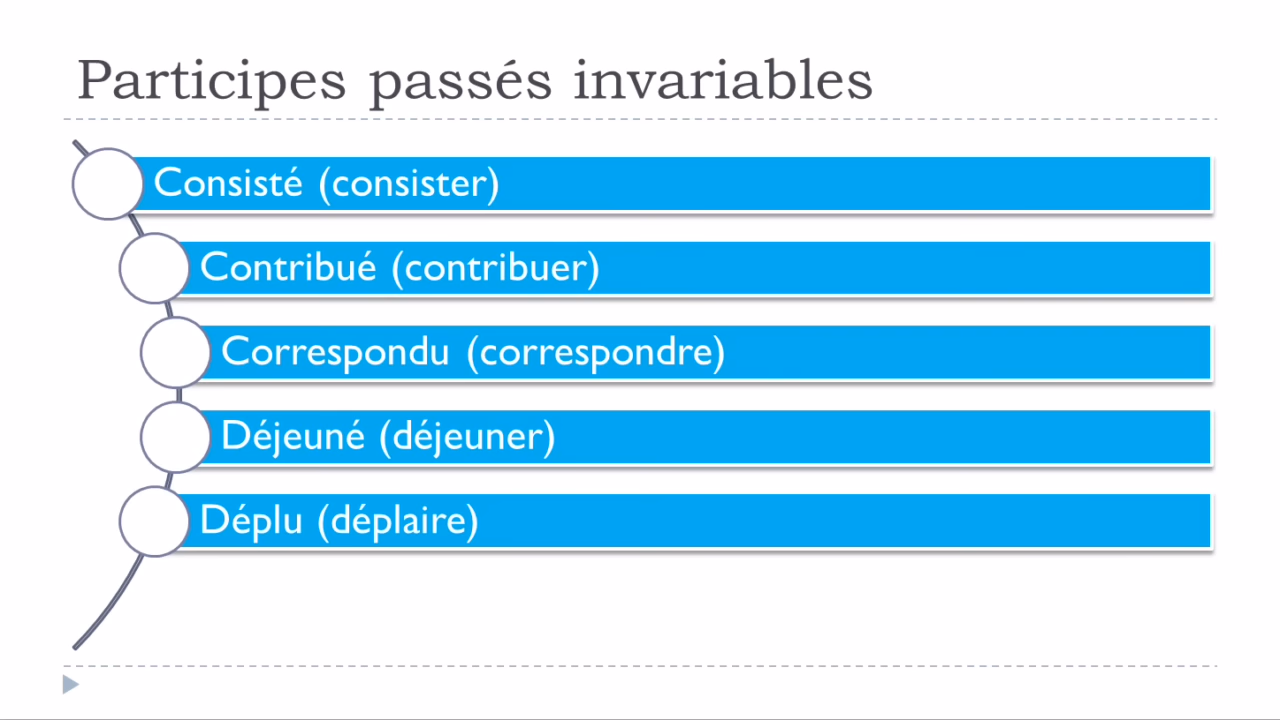 Participes passés invariables
Consisté (consister)
Contribué (contribuer)
Correspondu (correspondre)
Déjeuné (déjeuner)
Déplu (déplaire)